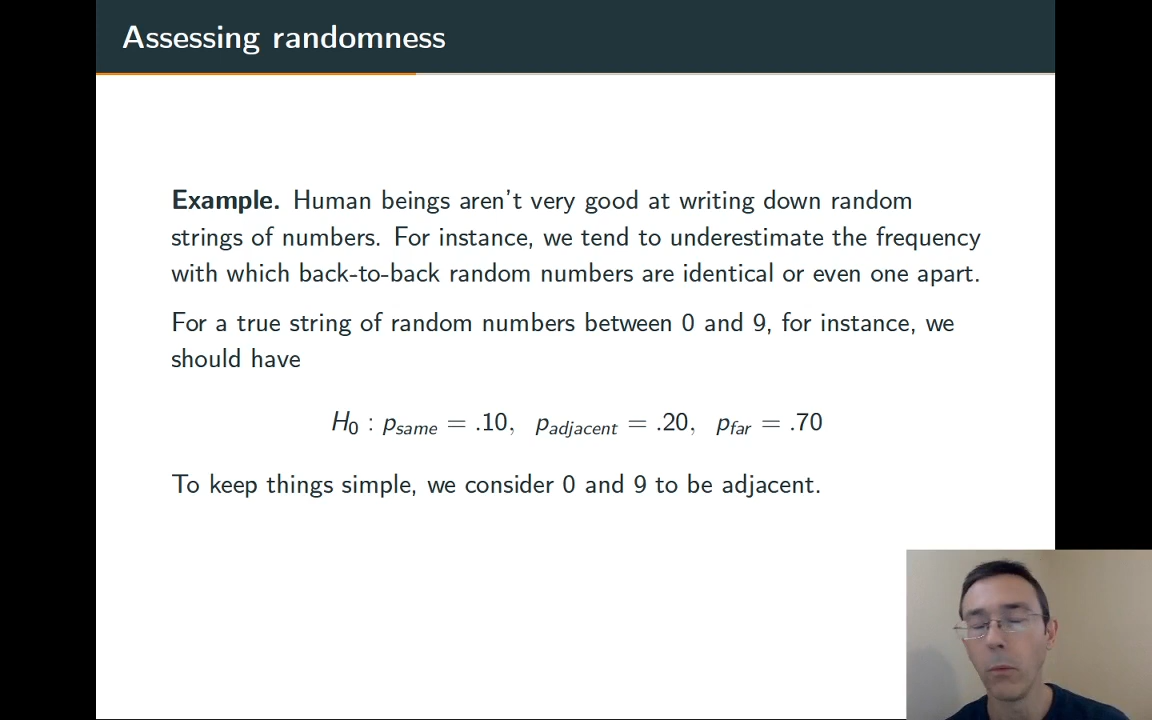 Assessing randomness
Example. Human beings aren't very good at writing down random
strings of numbers. For instance, we tend to underestimate the frequency
with which back-to-back random numbers are identical or even one apart.
For a true string of random numbers between 0 and 9, for instance, we
should have
H₀ : p_same = .10, p_adjacent = .20, p_far = .70
To keep things simple, we consider 0 and 9 to be adjacent.